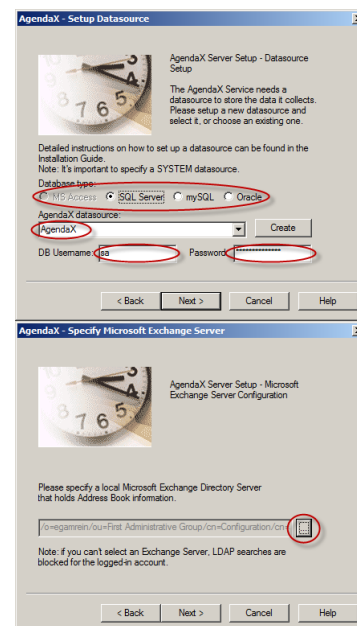 AgendaX - Setup Datasource
AgendaX Server Setup - Datasource
Setup
The AgendaX Service needs a
datasource to store the data it collects.
Please setup a new datasource and
select it, or choose an existing one.
Detailed instructions on how to set up a datasource can be found in the
Installation Guide.
Note: It's important to specify a SYSTEM datasource.
Database type:
MS Access SQL Server mySQL Oracle
AgendaX datasource:
AgendaX Create
DB Username: sa Password: **************
< Back Next > Cancel Help
AgendaX - Specify Microsoft Exchange Server
AgendaX Server Setup - Microsoft
Exchange Server Configuration
Please specify a local Microsoft Exchange Directory Server
that holds Address Book information.
/o=egamrein/ou=First Administrative Group/cn=Configuration/cn= ...
Note: if you can't select an Exchange Server, LDAP searches are
blocked for the logged-in account.
< Back Next > Cancel Help